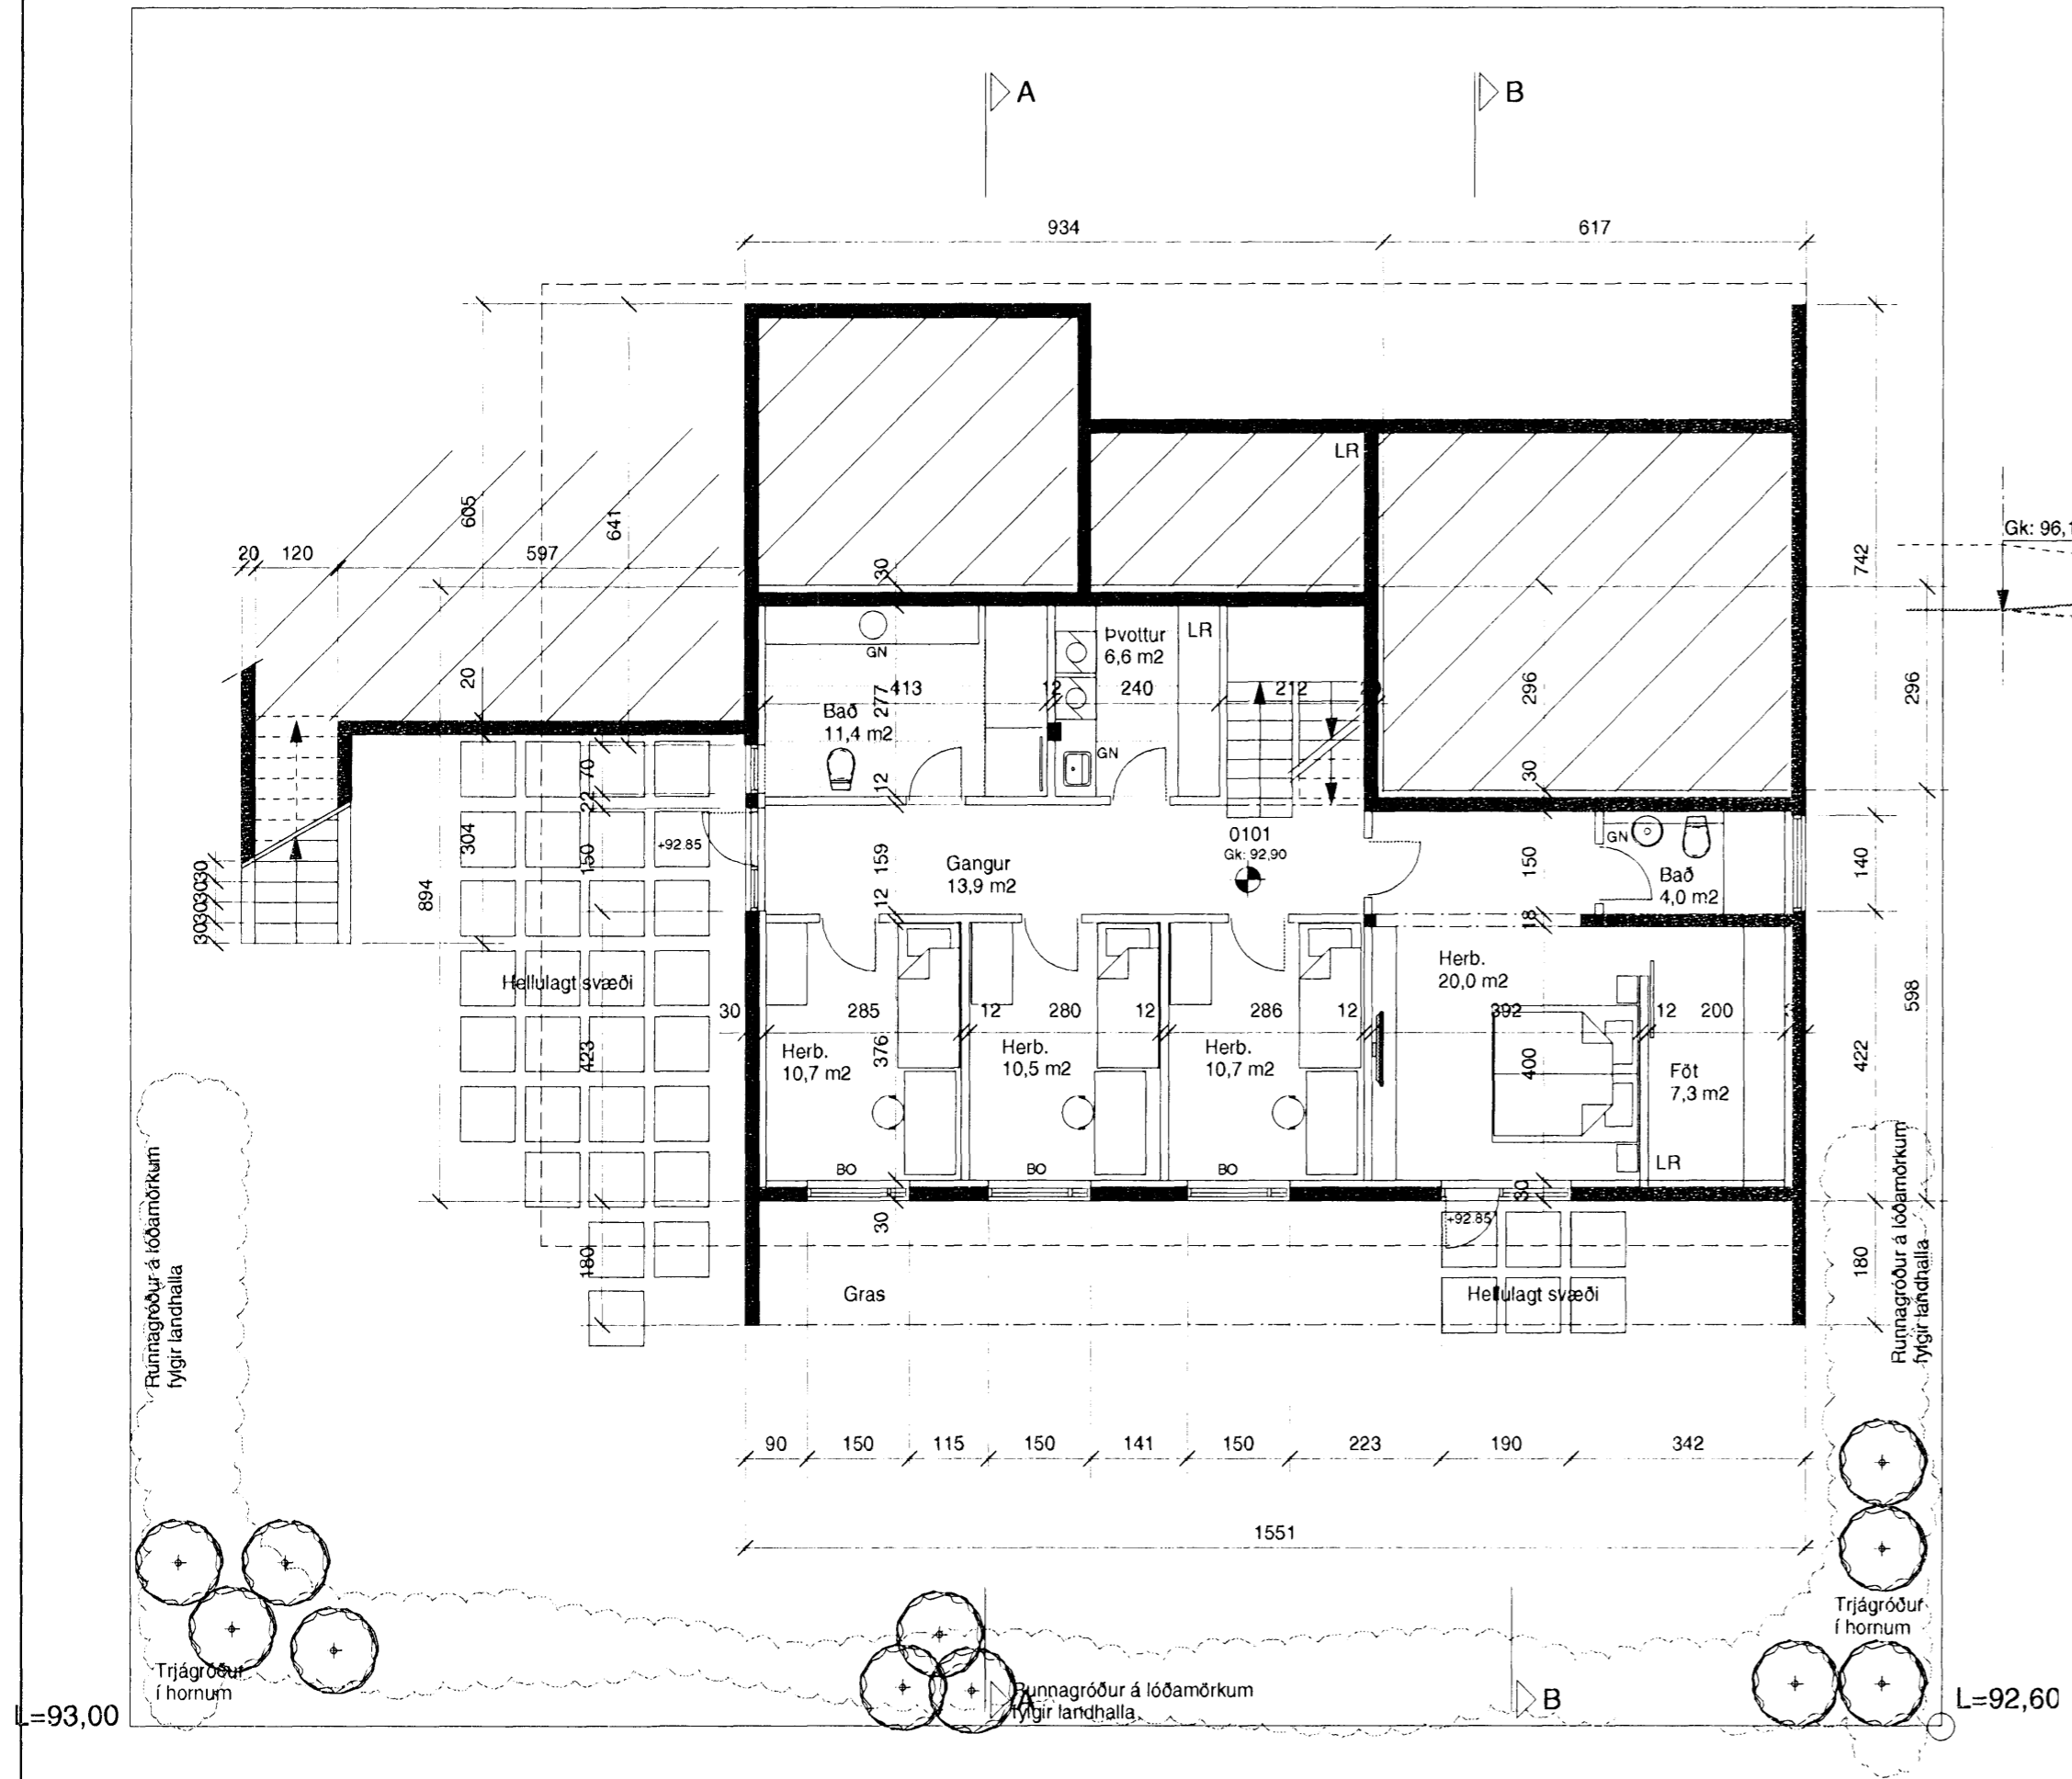 A
B
934
617
605
641
20
120
597
30
LR
742
Gk: 96,1
20
GN
Þvottur
6,6 m2
LR
413
12
240
212
277
Bað
11,4 m2
GN
296
296
70
22
12
30
304
150
+92.85
0101
Gk: 92,90
159
Gangur
13,9 m2
12
GN
150
Bað
4,0 m2
140
30
30
30
30
894
18
Hellulagt svæði
Herb.
20,0 m2
30
285
12
280
12
286
12
392
12
200
598
423
376
Herb.
10,7 m2
Herb.
10,5 m2
Herb.
10,7 m2
400
Föt
7,3 m2
422
BO
BO
BO
LR
30
30
+92.85
180
180
Gras
Hellulagt svæði
Runnagróður á lóðamörkum
fylgir landhalla
Runnagróður á lóðamörkum
fylgir landhalla
90
150
115
150
141
150
223
190
342
1551
Trjágróður
í hornum
Trjágróður
í hornum
Runnagróður á lóðamörkum
fylgir landhalla
A
B
L=93,00
L=92,60